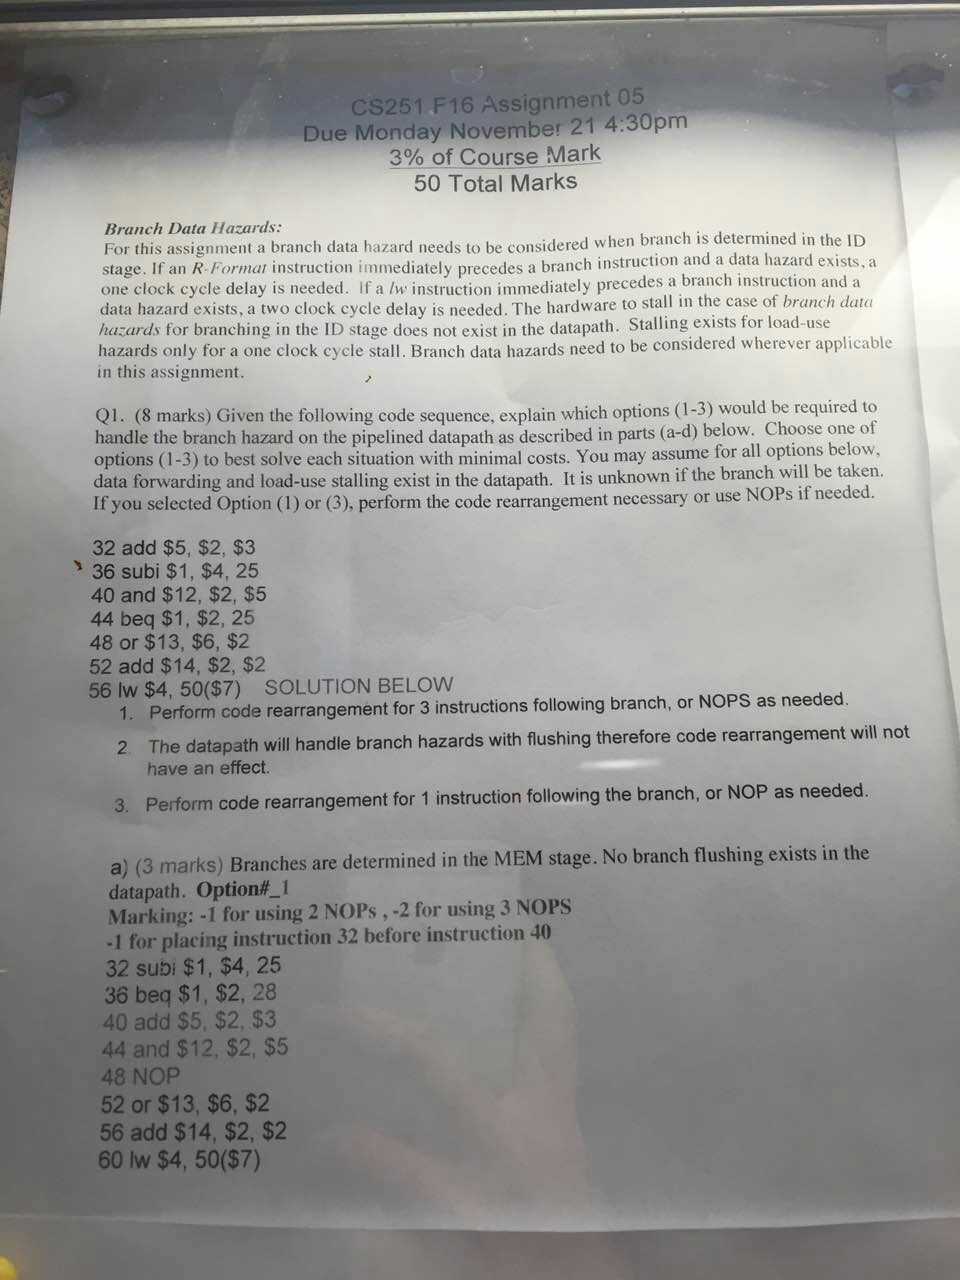 CS251 F16 Assignment 05
Due Monday November 21 4:30pm
3% of Course Mark
50 Total Marks
Branch Data Hazards:
For this assignment a branch data hazard needs to be considered when branch is determined in the ID
stage. If an R-Format instruction immediately precedes a branch instruction and a data hazard exists, a
one clock cycle delay is needed. If a lw instruction immediately precedes a branch instruction and a
data hazard exists, a two clock cycle delay is needed. The hardware to stall in the case of branch data
hazards for branching in the ID stage does not exist in the datapath. Stalling exists for load-use
hazards only for a one clock cycle stall. Branch data hazards need to be considered wherever applicable
in this assignment.
Q1. (8 marks) Given the following code sequence, explain which options (1-3) would be required to
handle the branch hazard on the pipelined datapath as described in parts (a-d) below. Choose one of
options (1-3) to best solve each situation with minimal costs. You may assume for all options below,
data forwarding and load-use stalling exist in the datapath. It is unknown if the branch will be taken.
If you selected Option (1) or (3), perform the code rearrangement necessary or use NOPs if needed.
32 add $5, $2, $3
36 subi $1, $4, 25
40 and $12, $2, $5
44 beq $1, $2, 25
48 or $13, $6, $2
52 add $14, $2, $2
56 lw $4, 50($7) SOLUTION BELOW
1. Perform code rearrangement for 3 instructions following branch, or NOPS as needed.
2. The datapath will handle branch hazards with flushing therefore code rearrangement will not
have an effect.
3. Perform code rearrangement for 1 instruction following the branch, or NOP as needed.
a) (3 marks) Branches are determined in the MEM stage. No branch flushing exists in the
datapath. Option#_1
Marking: -1 for using 2 NOPs , -2 for using 3 NOPS
-1 for placing instruction 32 before instruction 40
32 subi $1, $4, 25
36 beq $1, $2, 28
40 add $5, $2, $3
44 and $12, $2, $5
48 NOP
52 or $13, $6, $2
56 add $14, $2, $2
60 lw $4, 50($7)